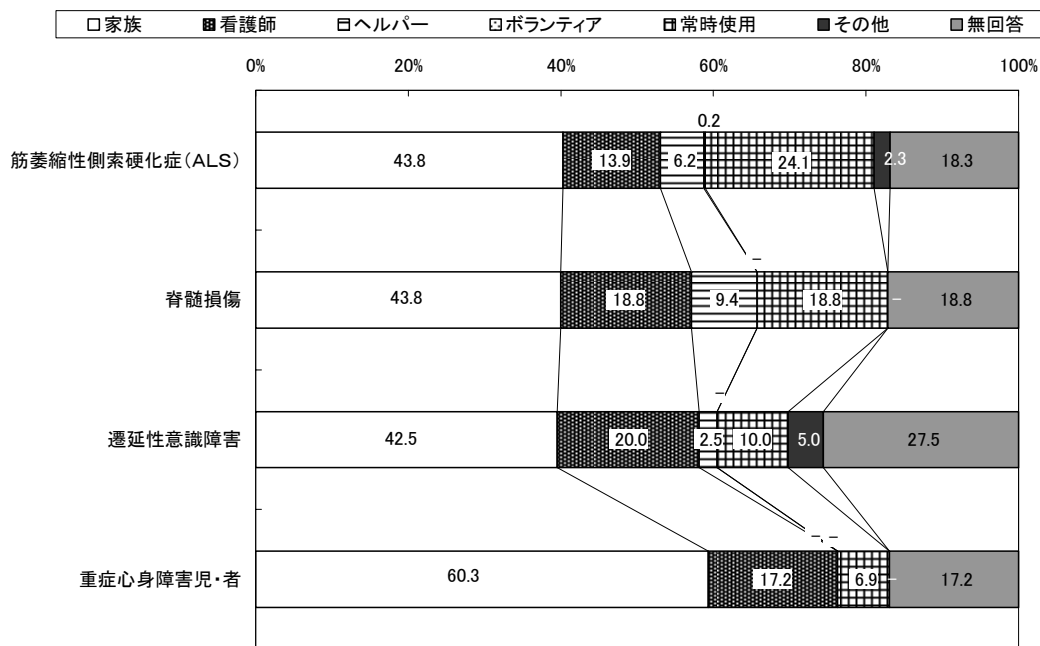 家族 看護師 ヘルパー ボランティア 常時使用 その他 無回答
0% 20% 40% 60% 80% 100%
0.2
筋萎縮性側索硬化症（ALS） 43.8 13.9 6.2 24.1 2.3 18.3
－
脊髄損傷 43.8 18.8 9.4 18.8 － 18.8
－
遷延性意識障害 42.5 20.0 2.5 10.0 5.0 27.5
－ －
重症心身障害児・者 60.3 17.2 6.9 － 17.2